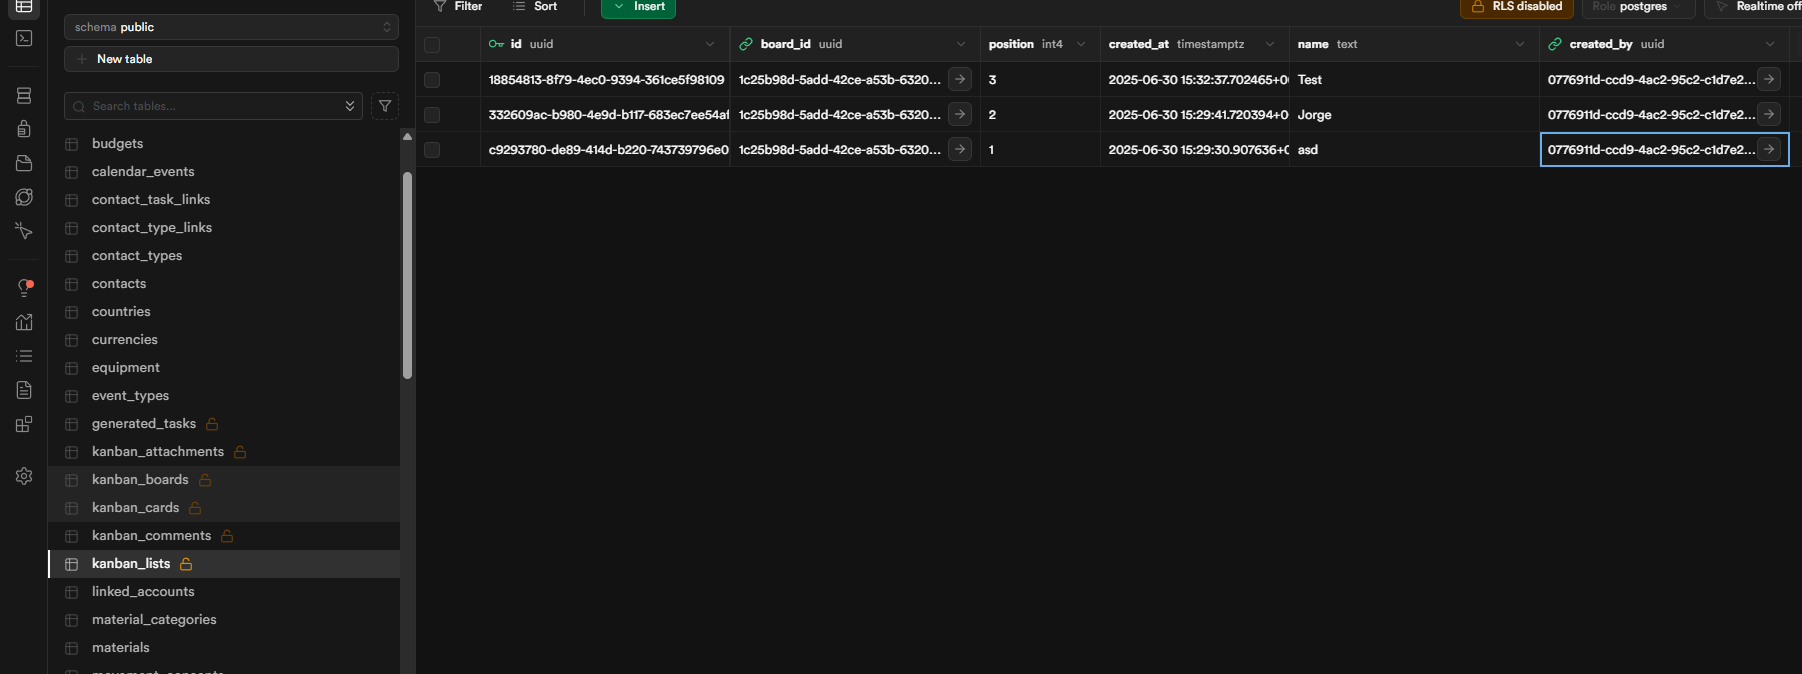 schema public
New table
Search tables...
budgets
calendar_events
contact_task_links
contact_type_links
contact_types
contacts
countries
currencies
equipment
event_types
generated_tasks
kanban_attachments
kanban_boards
kanban_cards
kanban_comments
kanban_lists
linked_accounts
material_categories
materials
Filter Sort Insert RLS disabled Role postgres Realtime off
id uuid board_id uuid position int4 created_at timestamptz name text created_by uuid
18854813-8f79-4ec0-9394-361ce5f98109 1c25b98d-5add-42ce-a53b-6320... 3 2025-06-30 15:32:37.702465+0 Test 0776911d-ccd9-4ac2-95c2-c1d7e2...
332609ac-b980-4e9d-b117-683ec7ee54af 1c25b98d-5add-42ce-a53b-6320... 2 2025-06-30 15:29:41.720394+0 Jorge 0776911d-ccd9-4ac2-95c2-c1d7e2...
c9293780-de89-414d-b220-743739796e0 1c25b98d-5add-42ce-a53b-6320... 1 2025-06-30 15:29:30.907636+0 asd 0776911d-ccd9-4ac2-95c2-c1d7e2...